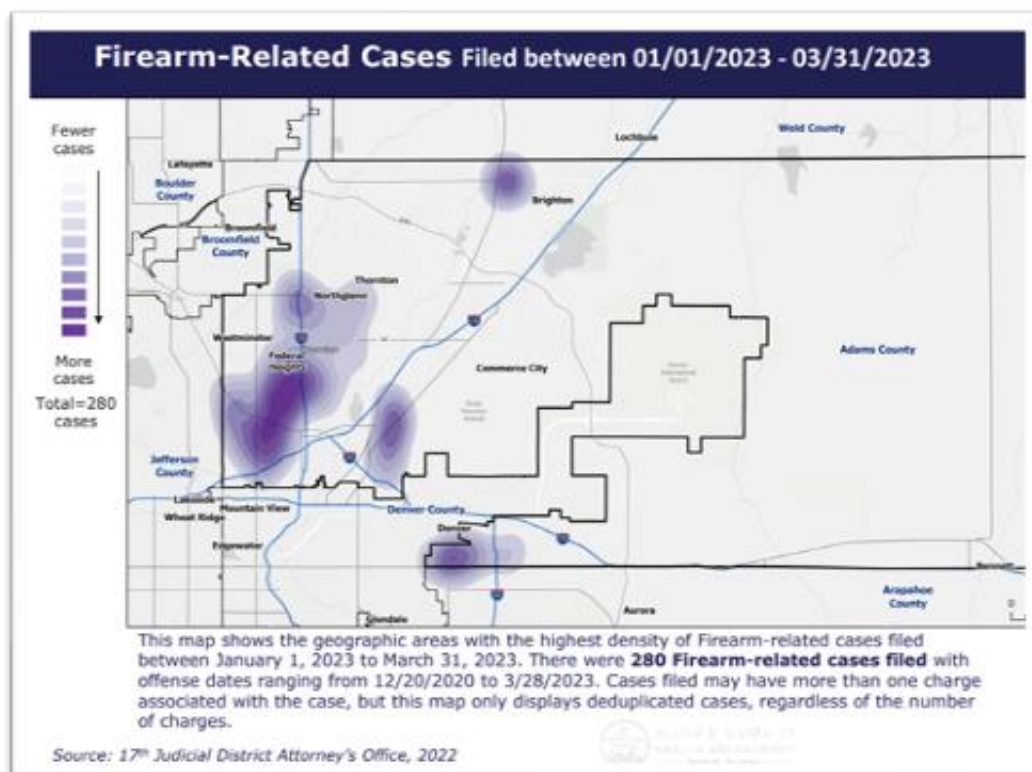 Firearm-Related Cases Filed between 01/01/2023 - 03/31/2023
Fewer
cases
More
cases
Total=280
cases
Lochbuie
Weld County
Lafayette
Boulder
County
Brighton
Broomfield
Broomfield
County
Thornton
Northglenn
Westminster
Federal
Heights
Commerce City
Adams County
Jefferson
County
Lakeside
Mountain View
Wheat Ridge
Denver County
Denver
Edgewater
Bennett
Arapahoe
County
Glendale
Aurora
0
This map shows the geographic areas with the highest density of Firearm-related cases filed
between January 1, 2023 to March 31, 2023. There were 280 Firearm-related cases filed with
offense dates ranging from 12/20/2020 to 3/28/2023. Cases filed may have more than one charge
associated with the case, but this map only displays deduplicated cases, regardless of the number
of charges.
Source: 17th Judicial District Attorney's Office, 2022